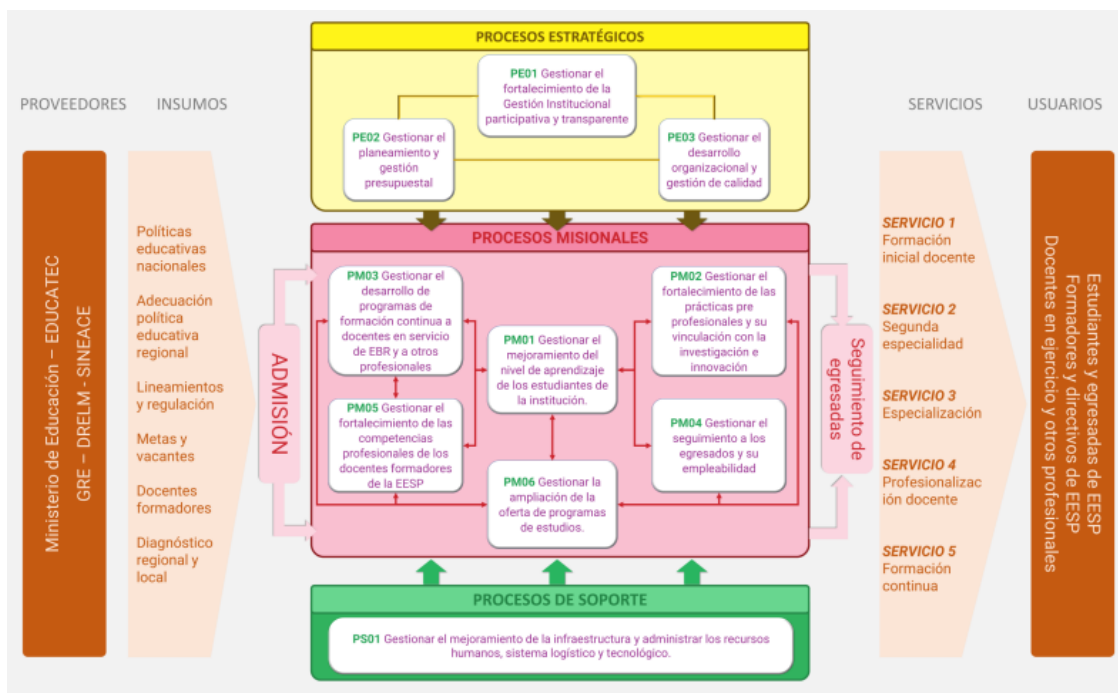 PROVEEDORES
INSUMOS
Ministerio de Educación – EDUCATEC
GRE – DRELM - SINEACE
Políticas
educativas
nacionales
Adecuación
política
educativa
regional
Lineamientos
y regulación
Metas y
vacantes
Docentes
formadores
Diagnóstico
regional y
local
PROCESOS ESTRATÉGICOS
PE01 Gestionar el
fortalecimiento de la
Gestión Institucional
participativa y transparente
PE02 Gestionar el
planeamiento y
gestión
presupuestal
PE03 Gestionar el
desarrollo
organizacional y
gestión de calidad
ADMISIÓN
PROCESOS MISIONALES
PM03 Gestionar el
desarrollo de
programas de
formación continua a
docentes en servicio
de EBR y a otros
profesionales
PM02 Gestionar el
fortalecimiento de las
prácticas pre
profesionales y su
vinculación con la
investigación e
innovación
PM01 Gestionar el
mejoramiento del
nivel de aprendizaje
de los estudiantes de
la institución.
PM05 Gestionar el
fortalecimiento de las
competencias
profesionales de los
docentes formadores
de la EESP
PM04 Gestionar el
seguimiento a los
egresados y su
empleabilidad
PM06 Gestionar la
ampliación de la
oferta de programas
de estudios.
Seguimiento de
egresadas
PROCESOS DE SOPORTE
PS01 Gestionar el mejoramiento de la infraestructura y administrar los recursos
humanos, sistema logístico y tecnológico.
SERVICIOS
USUARIOS
SERVICIO 1
Formación
inicial docente
SERVICIO 2
Segunda
especialidad
SERVICIO 3
Especialización
SERVICIO 4
Profesionalizac
ión docente
SERVICIO 5
Formación
continua
Estudiantes y egresadas de EESP
Formadores y directivos de EESP
Docentes en ejercicio y otros profesionales